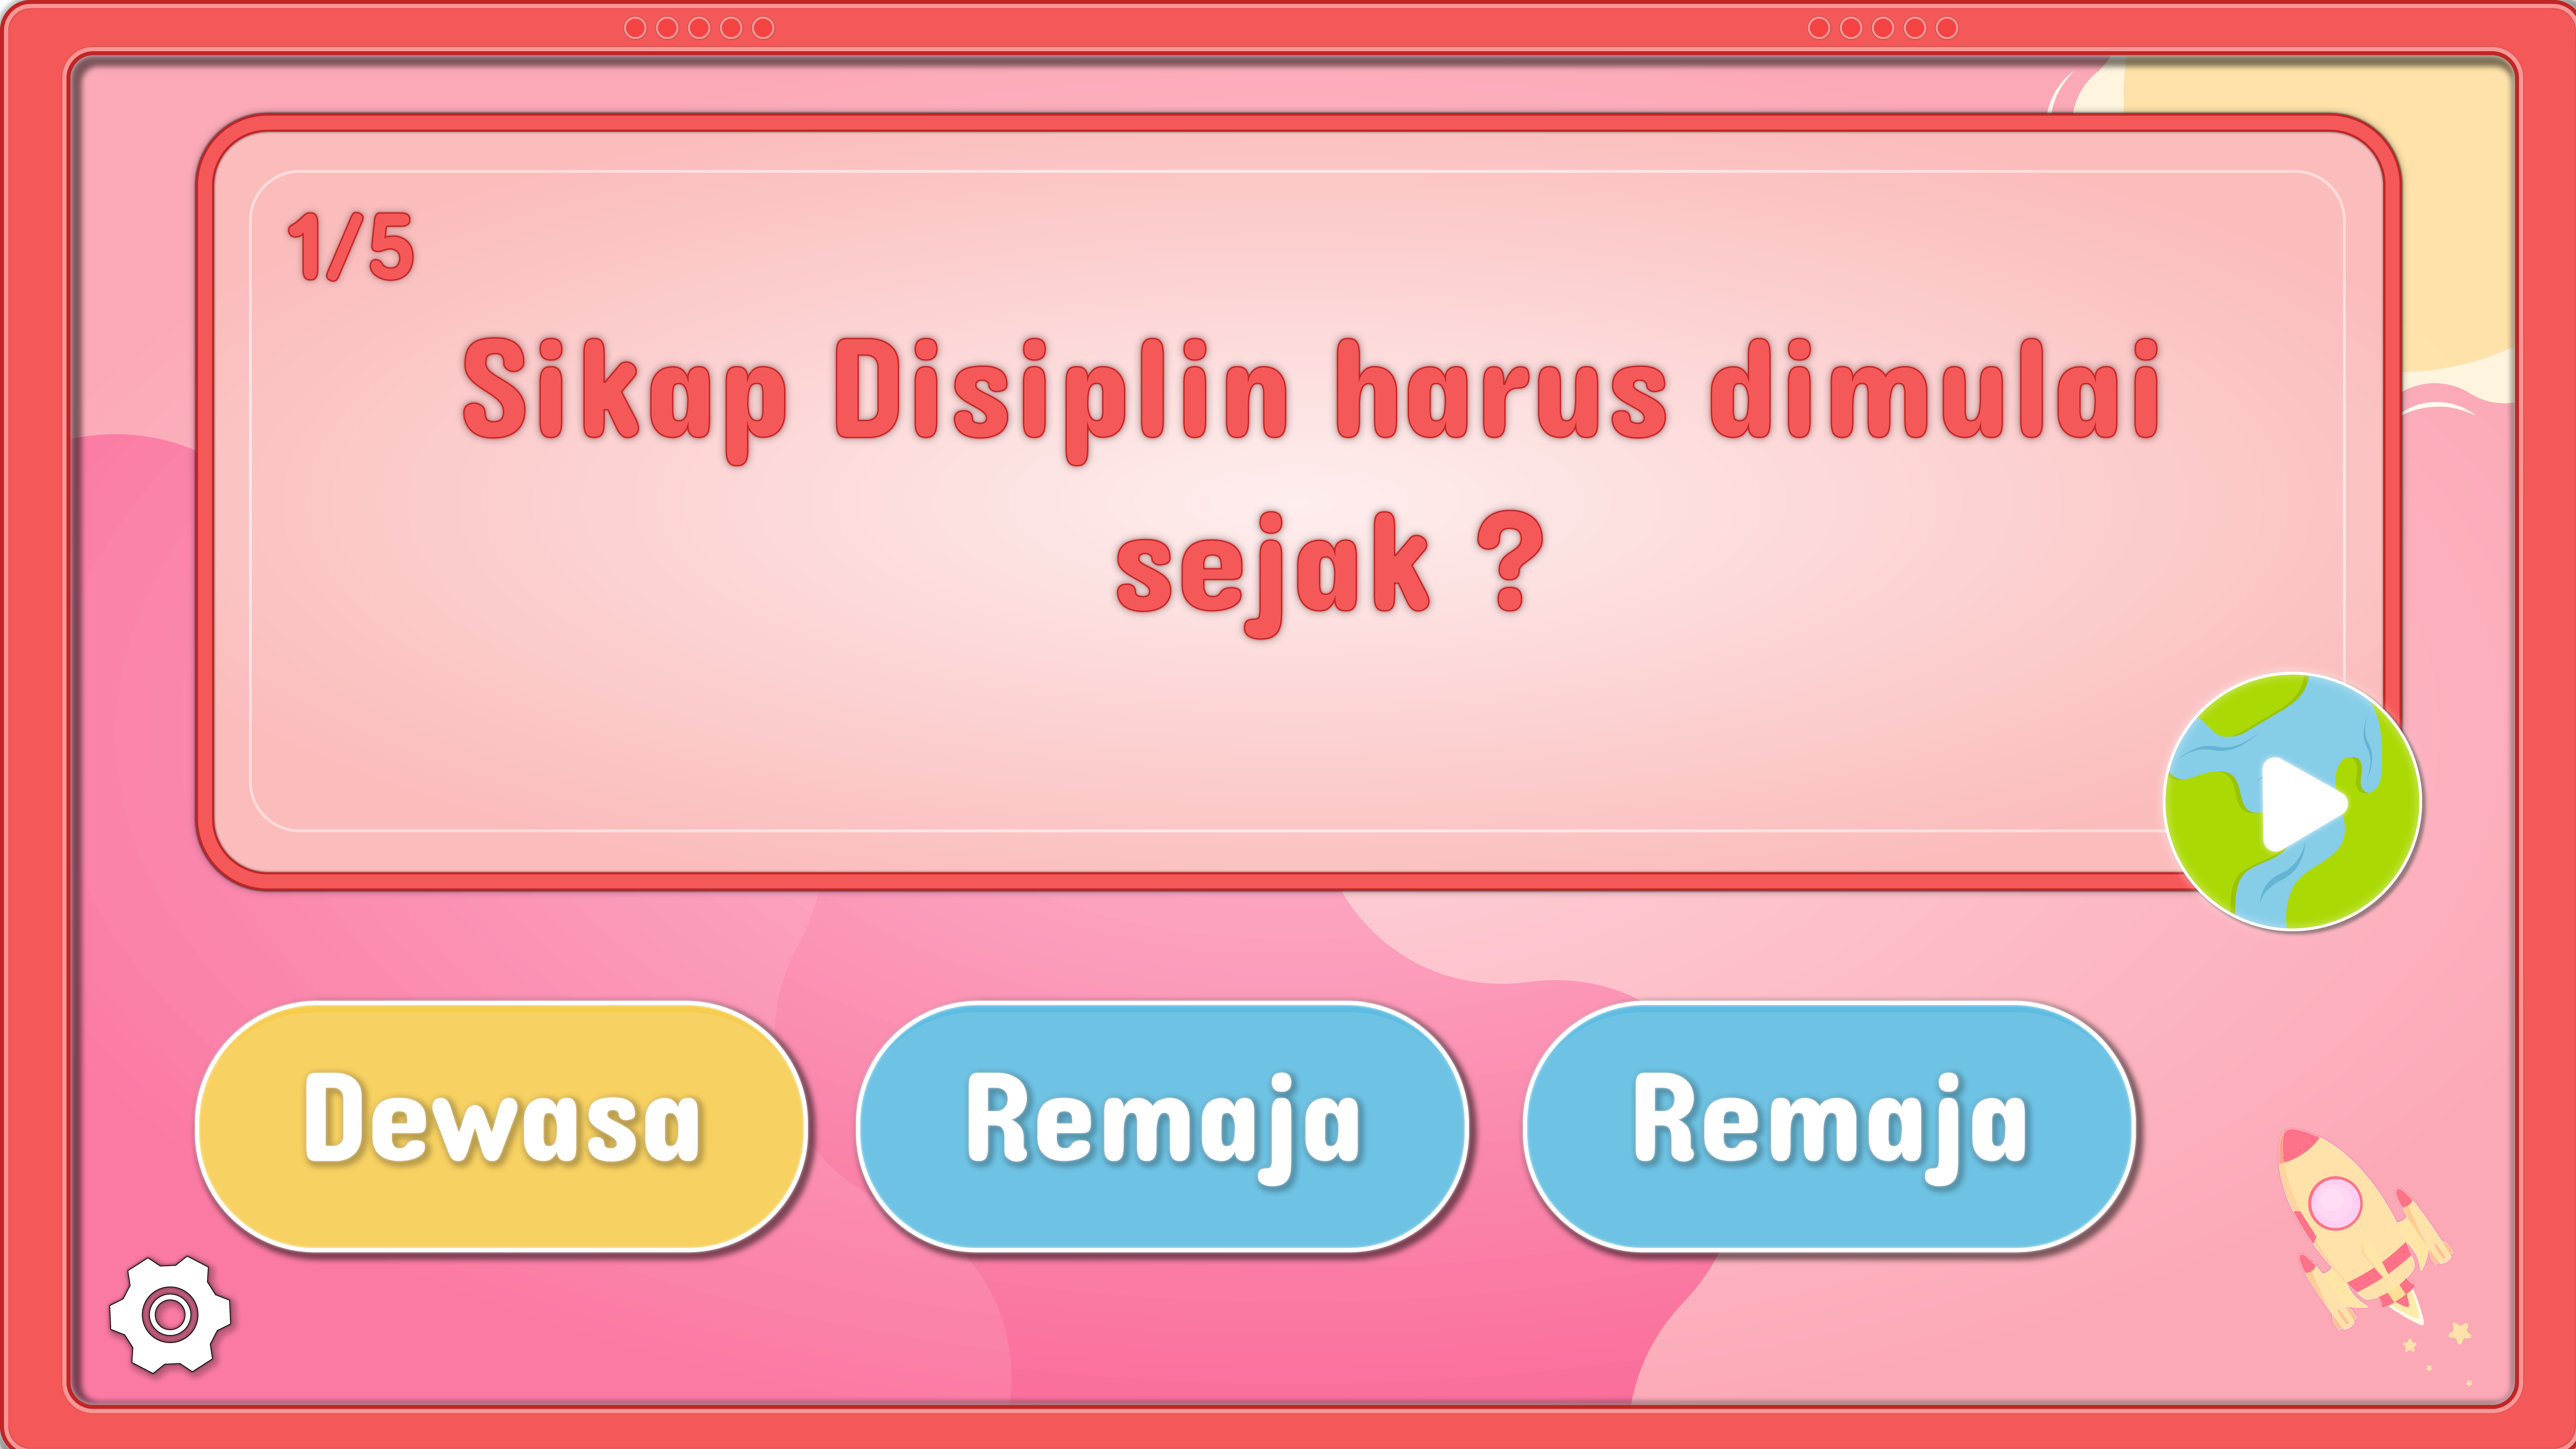 1/5
Sikap Disiplin harus dimulai
sejak ?
Dewasa
Remaja
Remaja